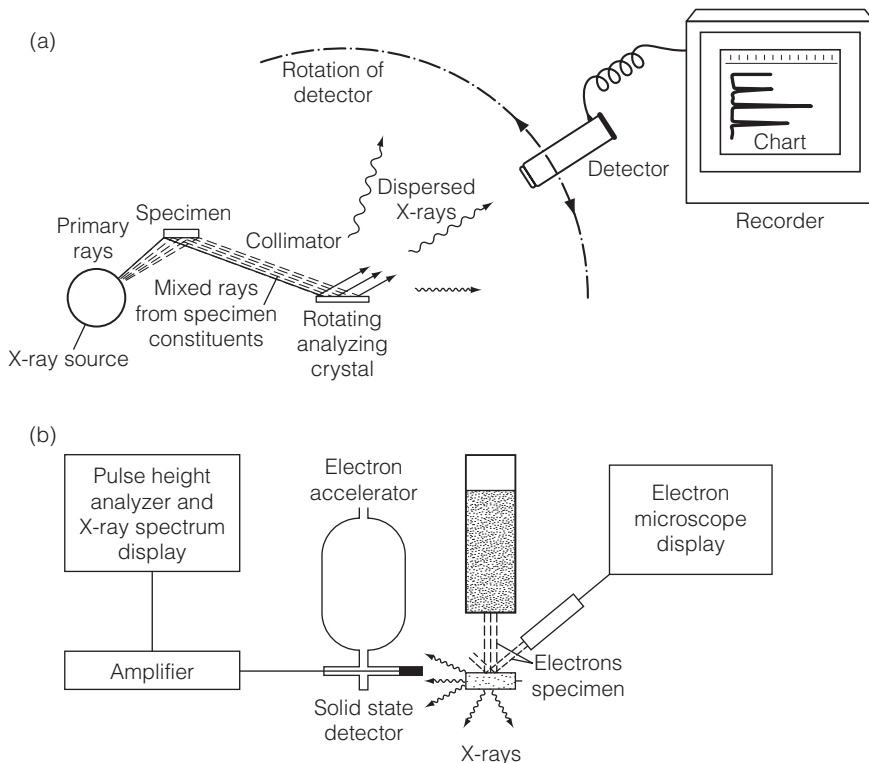 (a)
Rotation of
detector
Chart
Detector
Recorder
Dispersed
X-rays
Specimen
Primary
rays
Collimator
Mixed rays
from specimen
constituents
Rotating
analyzing
crystal
X-ray source
(b)
Pulse height
analyzer and
X-ray spectrum
display
Electron
accelerator
Electron
microscope
display
Amplifier
Electrons
specimen
Solid state
detector
X-rays